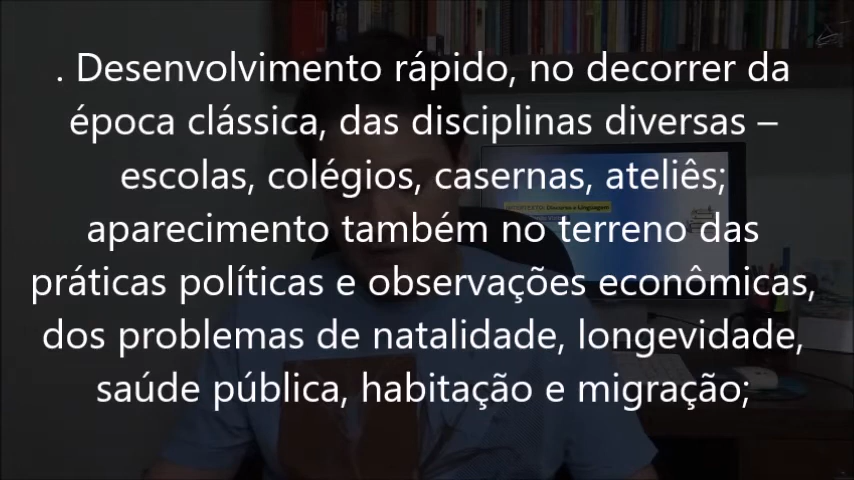 . Desenvolvimento rápido, no decorrer da
época clássica, das disciplinas diversas –
escolas, colégios, casernas, ateliês;
aparecimento também no terreno das
práticas políticas e observações econômicas,
dos problemas de natalidade, longevidade,
saúde pública, habitação e migração;